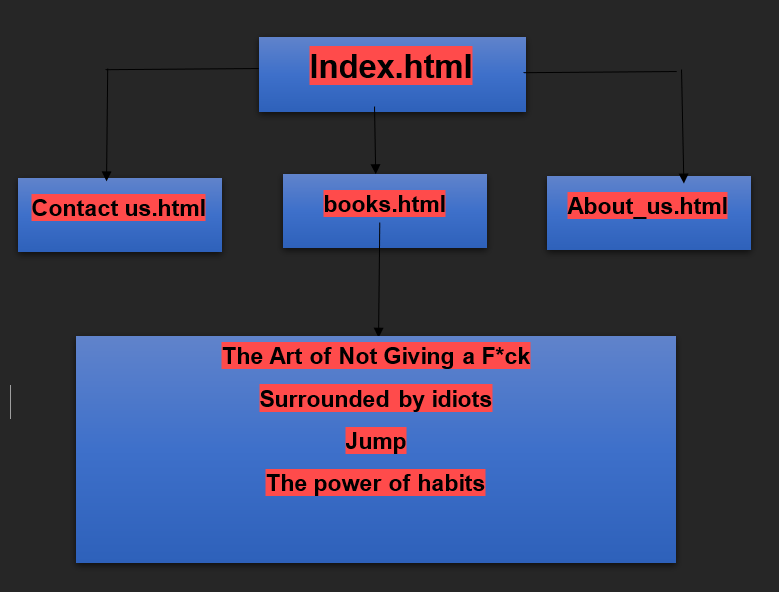 Index.html
Contact us.html
books.html
About_us.html
The Art of Not Giving a F*ck
Surrounded by idiots
Jump
The power of habits